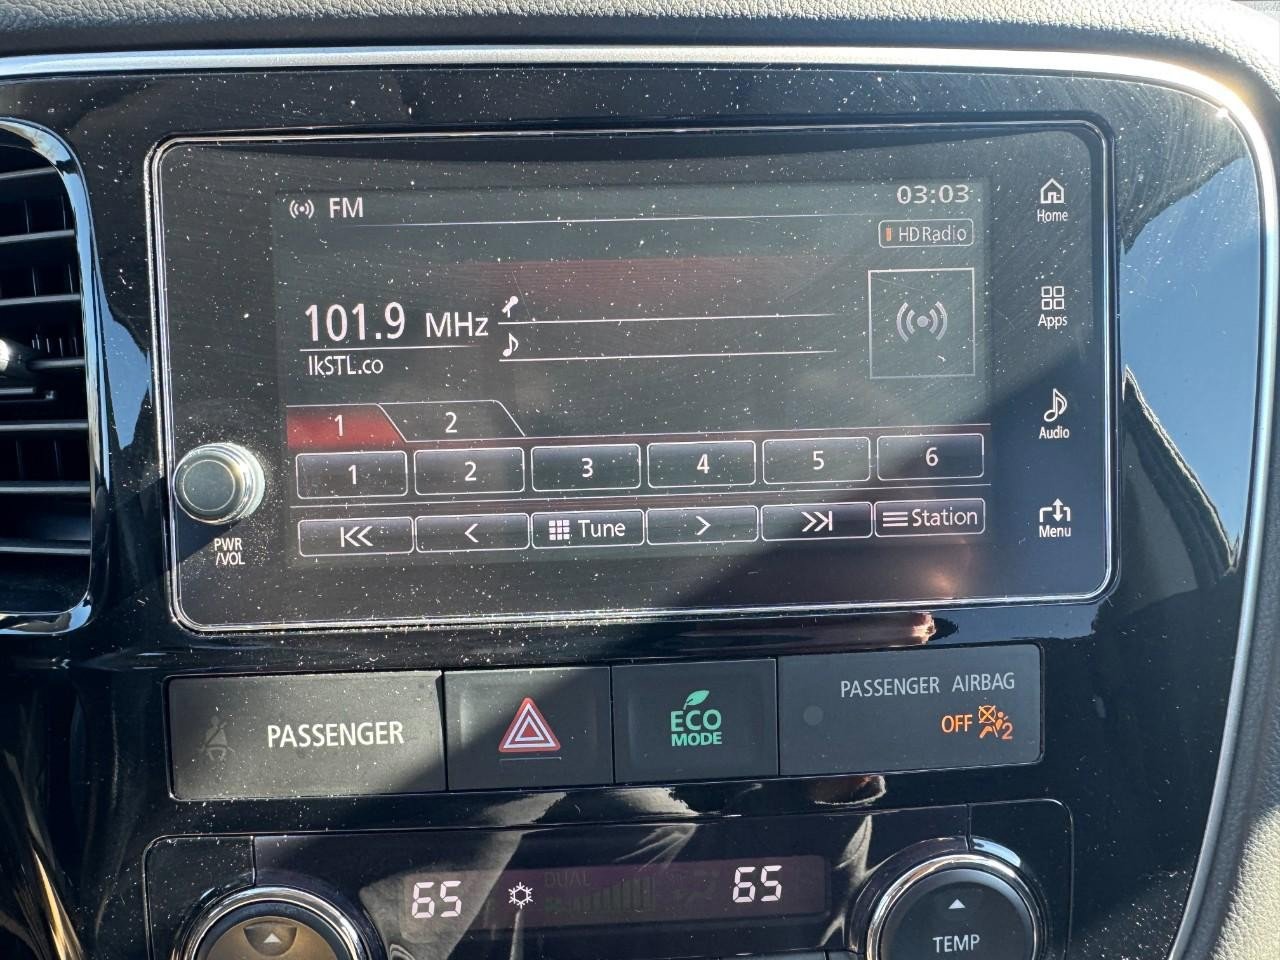 FM
03:03
HD Radio
101.9 MHz
lkSTL.co
1 2
1 2 3 4 5 6
Tune Station
Home
Apps
Audio
Menu
PWR
/VOL
PASSENGER
ECO
MODE
PASSENGER AIRBAG
OFF 2
65 DUAL 65
TEMP